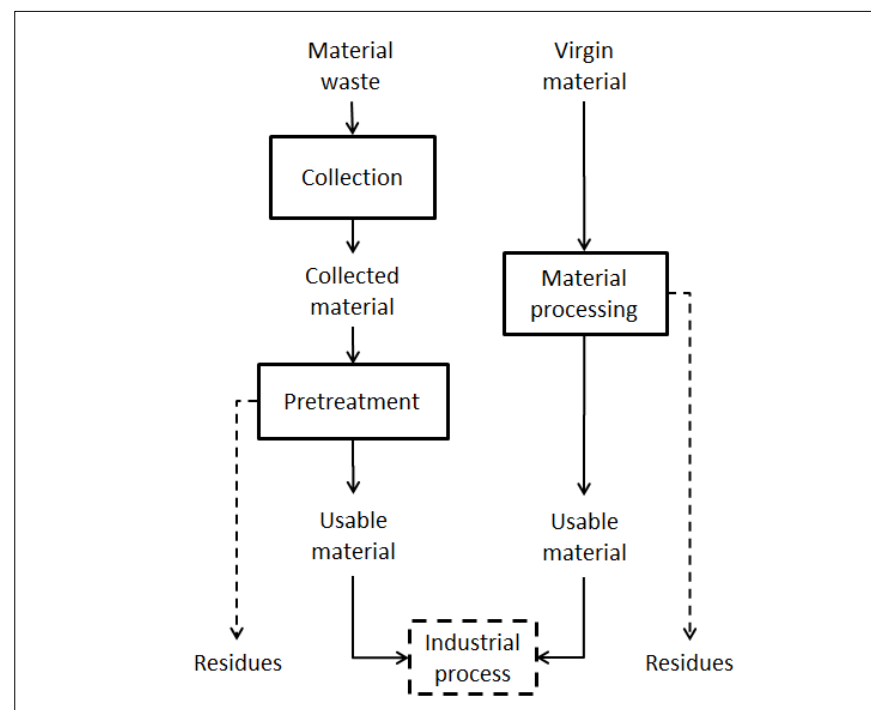 Material
waste
Virgin
material
Collection
Collected
material
Material
processing
Pretreatment
Usable
material
Usable
material
Industrial
process
Residues
Residues